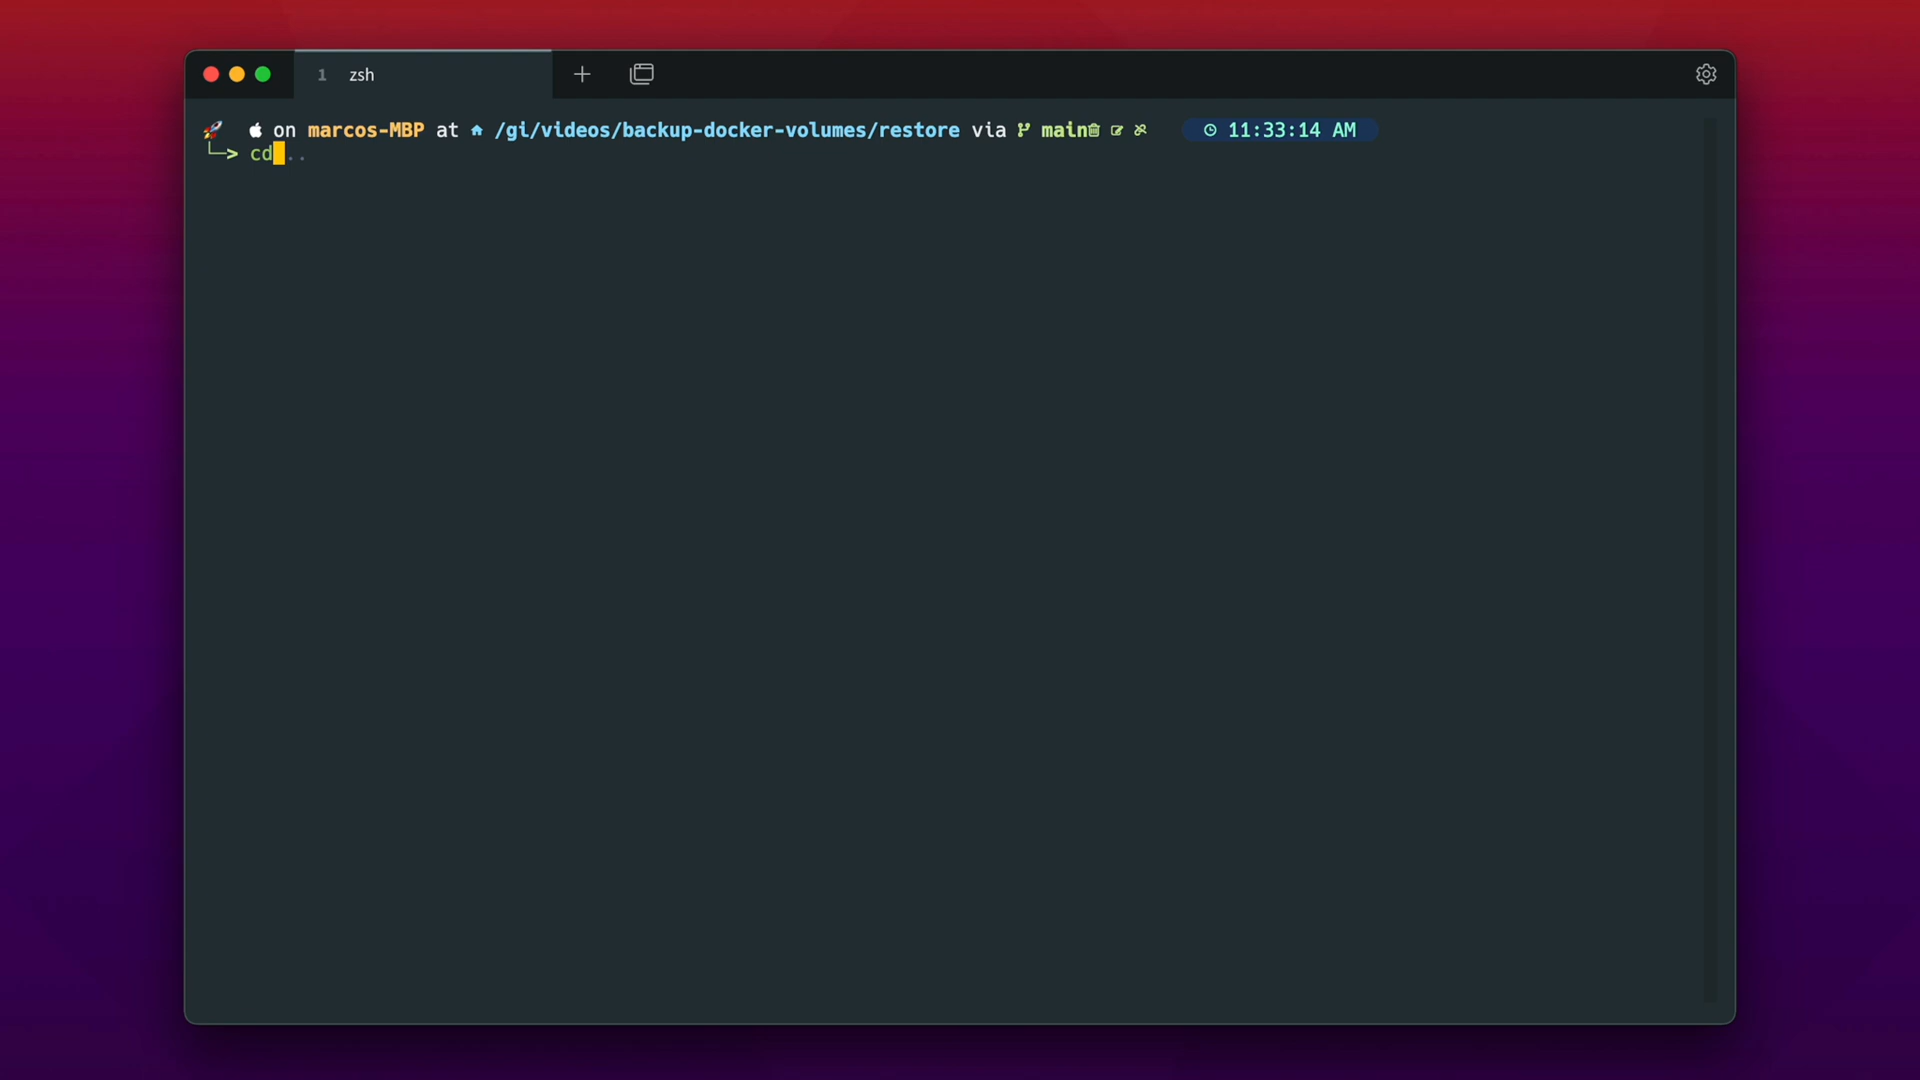 1 zsh
on marcos-MBP at /gi/videos/backup-docker-volumes/restore via main 11:33:14 AM
└─> cd ..